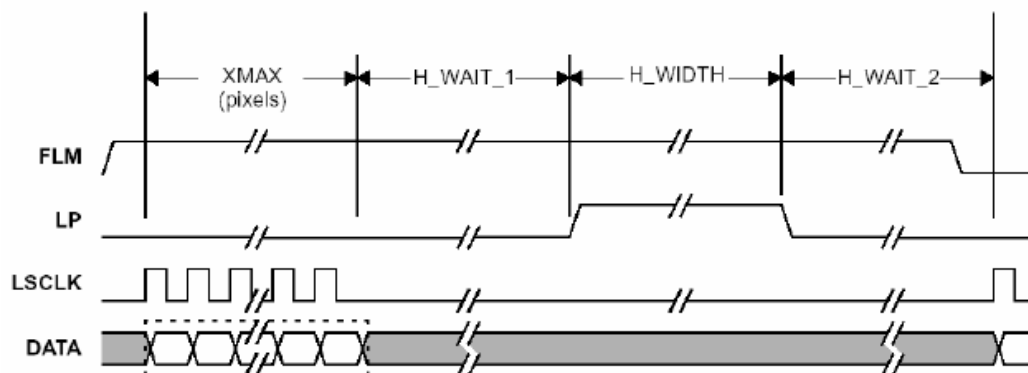 XMAX
(pixels)
H_WAIT_1
H_WIDTH
H_WAIT_2
FLM
LP
LSCLK
DATA